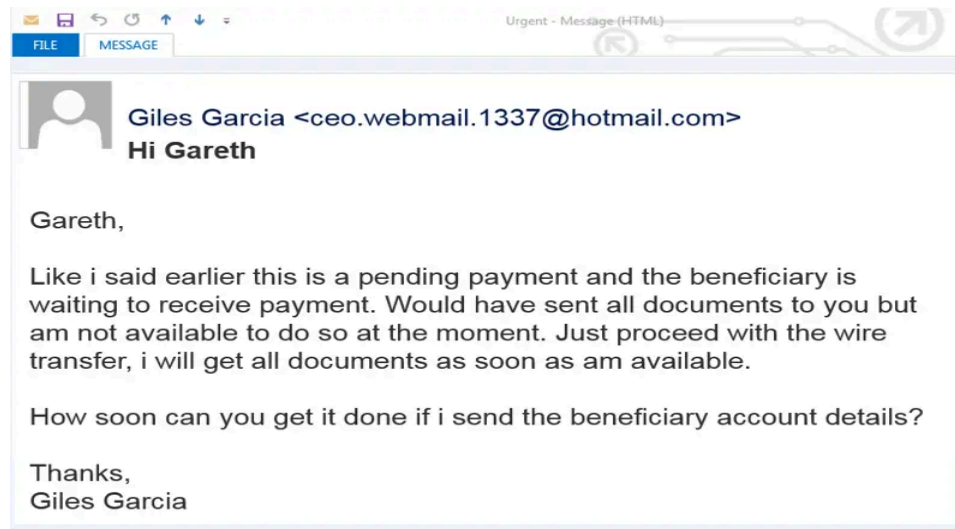 Urgent - Message (HTML)
FILE MESSAGE
Giles Garcia <ceo.webmail.1337@hotmail.com>
Hi Gareth
Gareth,
Like i said earlier this is a pending payment and the beneficiary is
waiting to receive payment. Would have sent all documents to you but
am not available to do so at the moment. Just proceed with the wire
transfer, i will get all documents as soon as am available.
How soon can you get it done if i send the beneficiary account details?
Thanks,
Giles Garcia